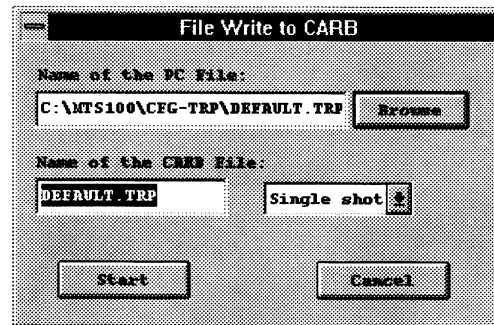 File Write to CARB
Name of the PC File:
C:\MTS100\CFG-TRP\DEFAULT.TRP Browse
Name of the CARB File:
DEFAULT.TRP Single shot
Start Cancel